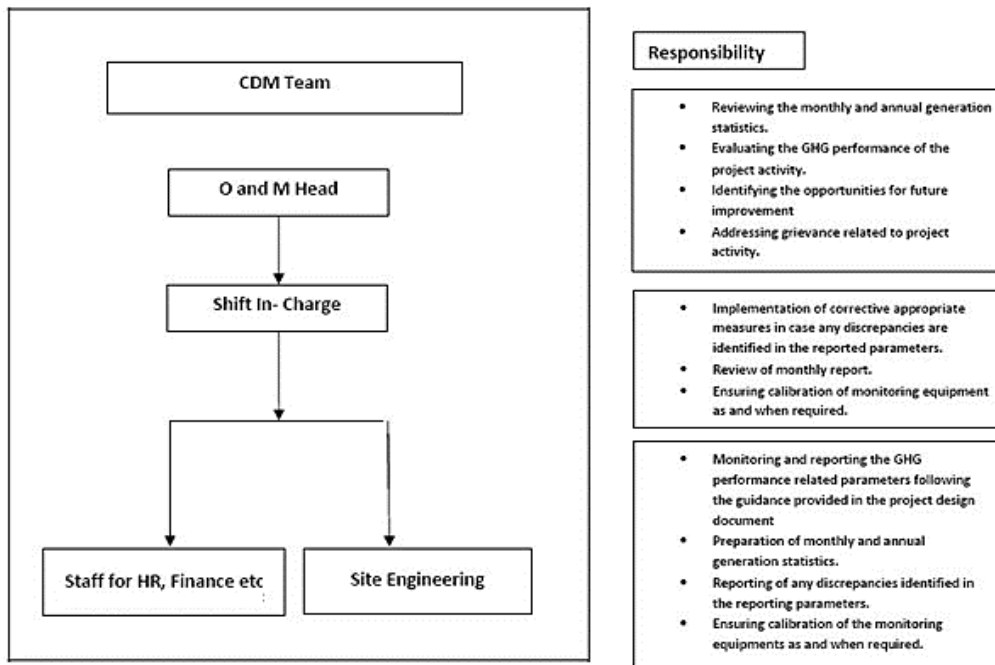 CDM Team
O and M Head
Shift In- Charge
Staff for HR, Finance etc
Site Engineering
Responsibility
• Reviewing the monthly and annual generation
statistics.
• Evaluating the GHG performance of the
project activity.
• Identifying the opportunities for future
improvement
• Addressing grievance related to project
activity.
• Implementation of corrective appropriate
measures in case any discrepancies are
identified in the reported parameters.
• Review of monthly report.
• Ensuring calibration of monitoring equipment
as and when required.
• Monitoring and reporting the GHG
performance related parameters following
the guidance provided in the project design
document
• Preparation of monthly and annual
generation statistics.
• Reporting of any discrepancies identified in
the reporting parameters.
• Ensuring calibration of the monitoring
equipments as and when required.